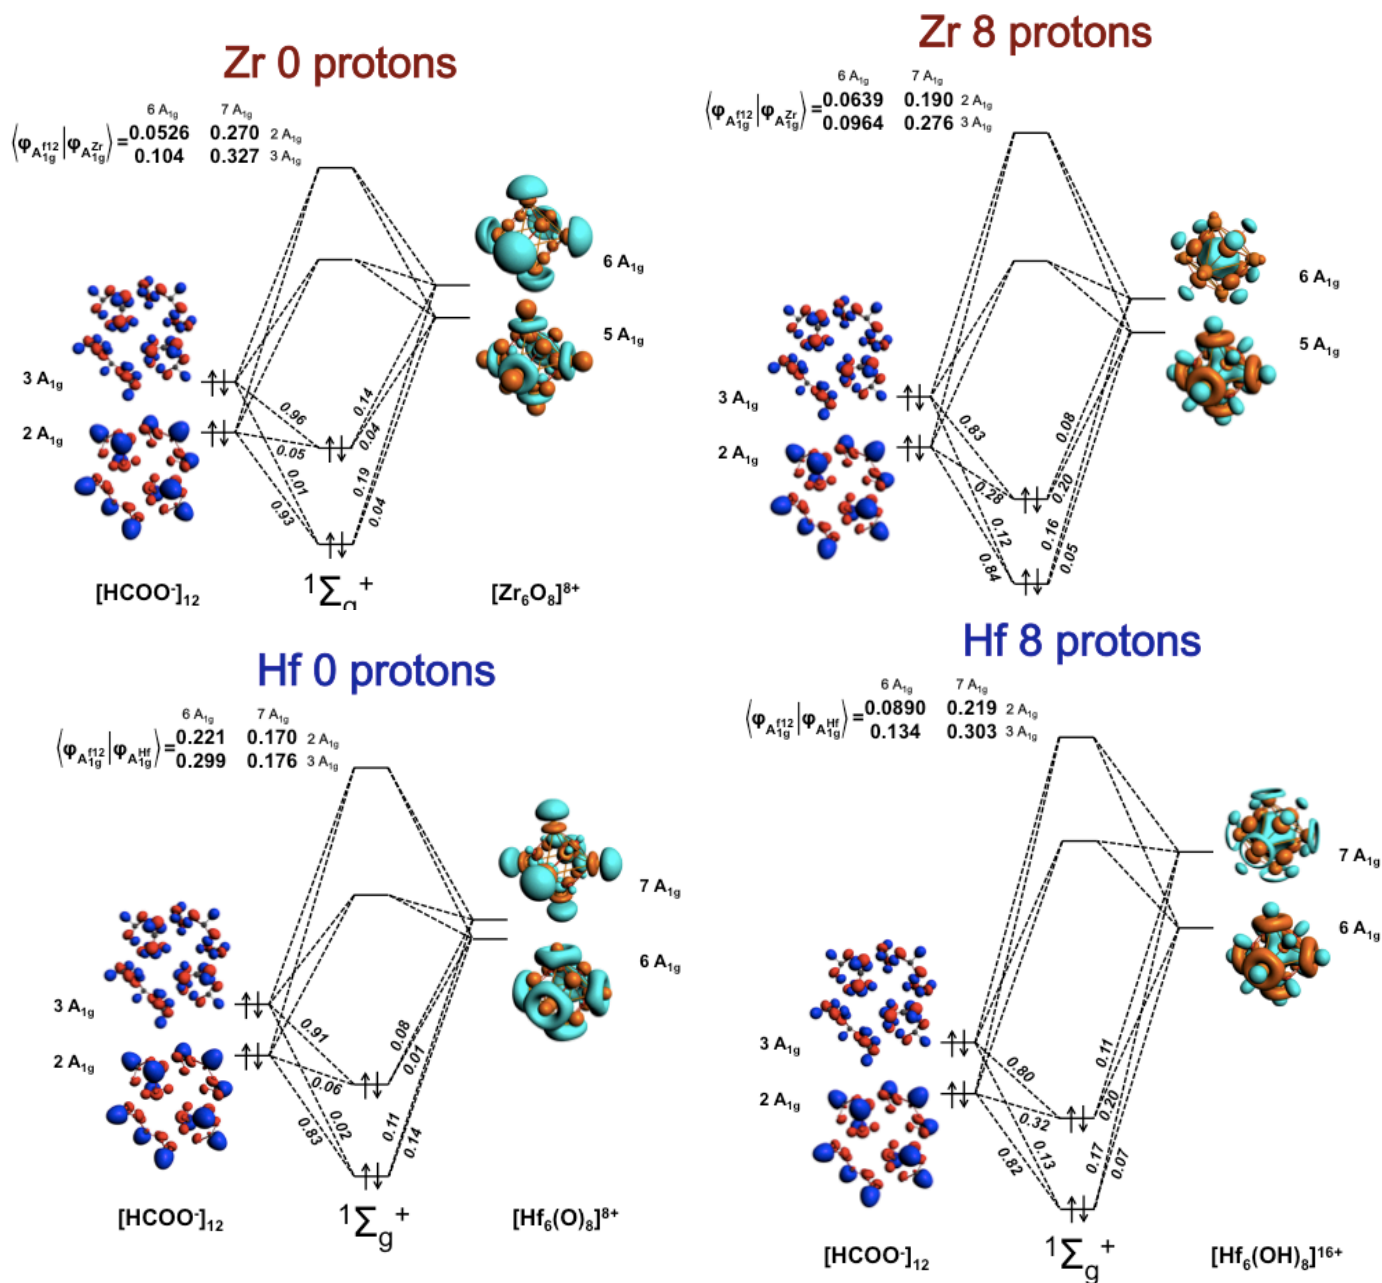 Zr 0 protons
6 A1g 7 A1g
⟨φA1g f12|φA1g Zr⟩ = 0.0526 0.270 2 A1g
0.104 0.327 3 A1g
6 A1g
5 A1g
3 A1g
2 A1g
0.96
0.14
0.05
0.04
0.01
0.19
0.93
0.04
[HCOO-]12
1Σg+
[Zr6O8]8+
Zr 8 protons
6 A1g 7 A1g
⟨φA1g f12|φA1g Zr⟩ = 0.0639 0.190 2 A1g
0.0964 0.276 3 A1g
6 A1g
5 A1g
3 A1g
2 A1g
0.83
0.08
0.28
0.20
0.12
0.16
0.84
0.05
Hf 0 protons
6 A1g 7 A1g
⟨φA1g f12|φA1g Hf⟩ = 0.221 0.170 2 A1g
0.299 0.176 3 A1g
7 A1g
6 A1g
3 A1g
2 A1g
0.91
0.08
0.06
0.01
0.02
0.11
0.83
0.14
[HCOO-]12
1Σg+
[Hf6(O)8]8+
Hf 8 protons
6 A1g 7 A1g
⟨φA1g f12|φA1g Hf⟩ = 0.0890 0.219 2 A1g
0.134 0.303 3 A1g
7 A1g
6 A1g
3 A1g
2 A1g
0.80
0.11
0.32
0.20
0.13
0.17
0.82
0.07
[HCOO-]12
1Σg+
[Hf6(OH)8]16+